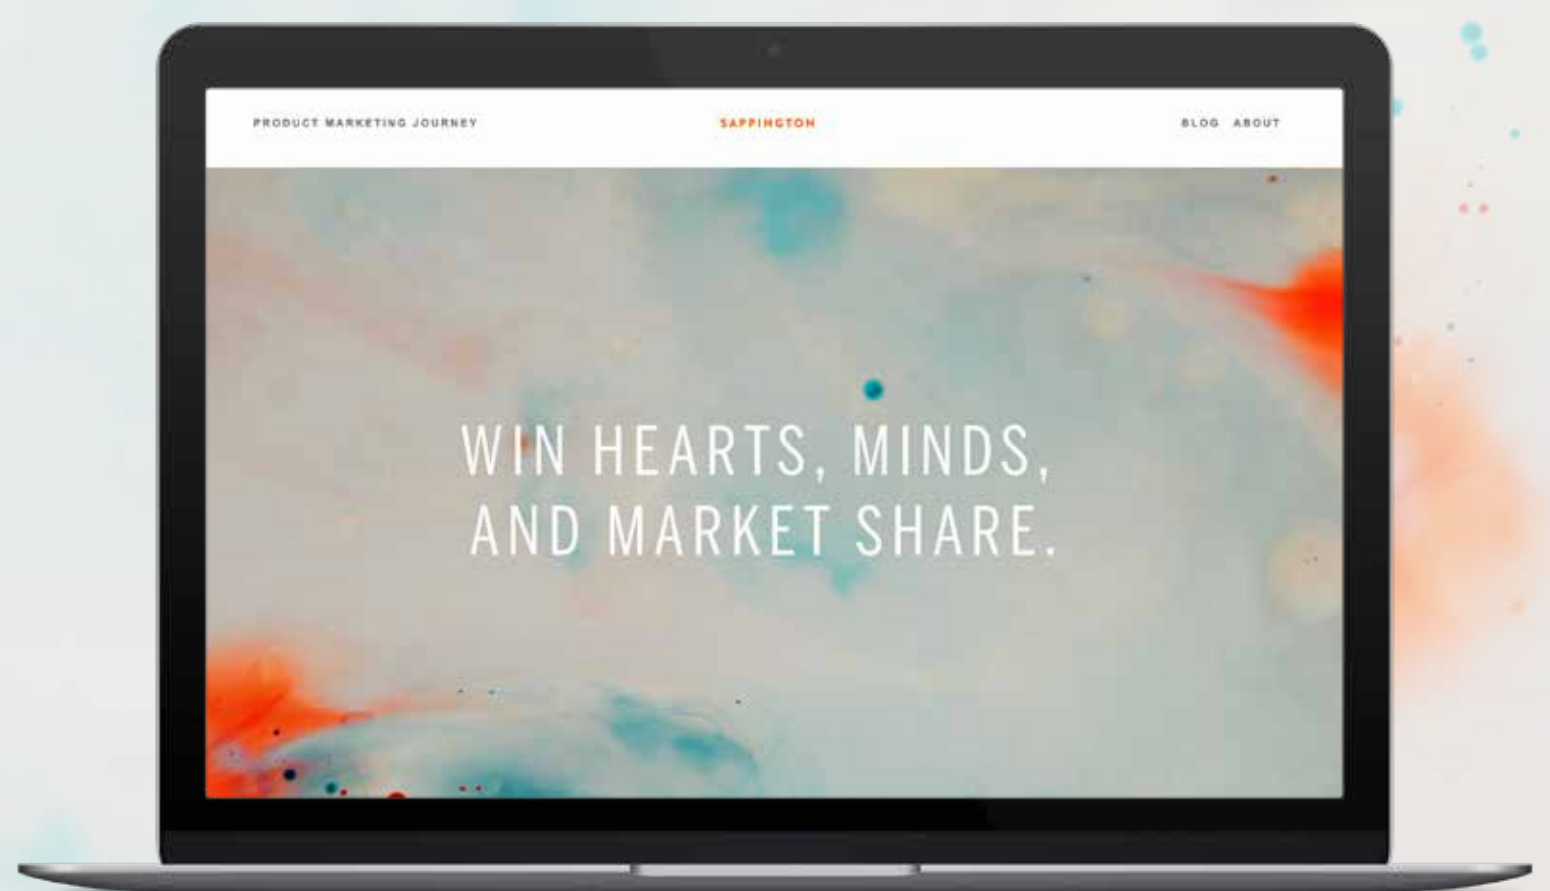 PRODUCT MARKETING JOURNEY
SAPPINGTON
BLOG ABOUT
WIN HEARTS, MINDS,
AND MARKET SHARE.